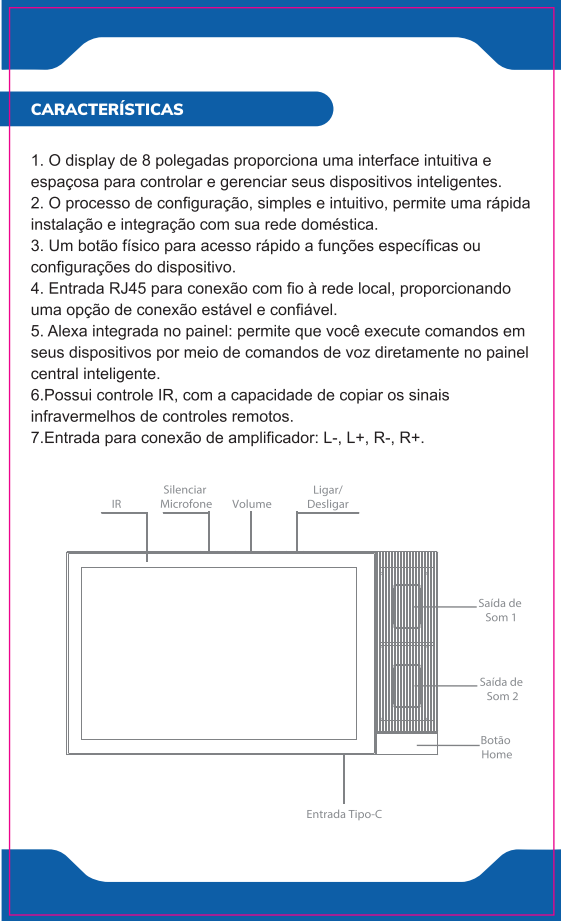 CARACTERÍSTICAS
1. O display de 8 polegadas proporciona uma interface intuitiva e
espaçosa para controlar e gerenciar seus dispositivos inteligentes.
2. O processo de configuração, simples e intuitivo, permite uma rápida
instalação e integração com sua rede doméstica.
3. Um botão físico para acesso rápido a funções específicas ou
configurações do dispositivo.
4. Entrada RJ45 para conexão com fio à rede local, proporcionando
uma opção de conexão estável e confiável.
5. Alexa integrada no painel: permite que você execute comandos em
seus dispositivos por meio de comandos de voz diretamente no painel
central inteligente.
6.Possui controle IR, com a capacidade de copiar os sinais
infravermelhos de controles remotos.
7.Entrada para conexão de amplificador: L-, L+, R-, R+.
IR
Silenciar
Microfone
Volume
Ligar/
Desligar
Saída de
Som 1
Saída de
Som 2
Botão
Home
Entrada Tipo-C